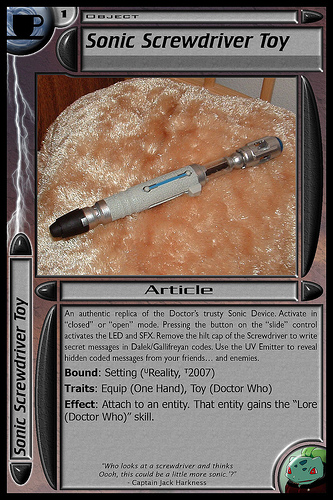 1
OBJECT
Sonic Screwdriver Toy
Sonic Screwdriver Toy
Article
An authentic replica of the Doctor's trusty Sonic Device. Activate in
"closed" or "open" mode. Pressing the button on the "slide" control
activates the LED and SFX. Remove the hilt cap of the Screwdriver to write
secret messages in Dalek/Gallifreyan codes. Use the UV Emitter to reveal
hidden coded messages from your friends... and enemies.
Bound: Setting (ᵁReality, ᵀ2007)
Traits: Equip (One Hand), Toy (Doctor Who)
Effect: Attach to an entity. That entity gains the "Lore
(Doctor Who)" skill.
"Who looks at a screwdriver and thinks
Oooh, this could be a little more sonic '?"
- Captain Jack Harkness